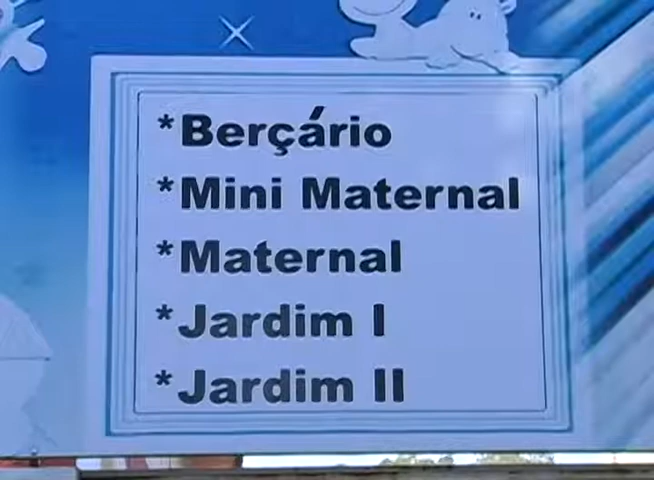 *Berçário
*Mini Maternal
*Maternal
*Jardim I
*Jardim II